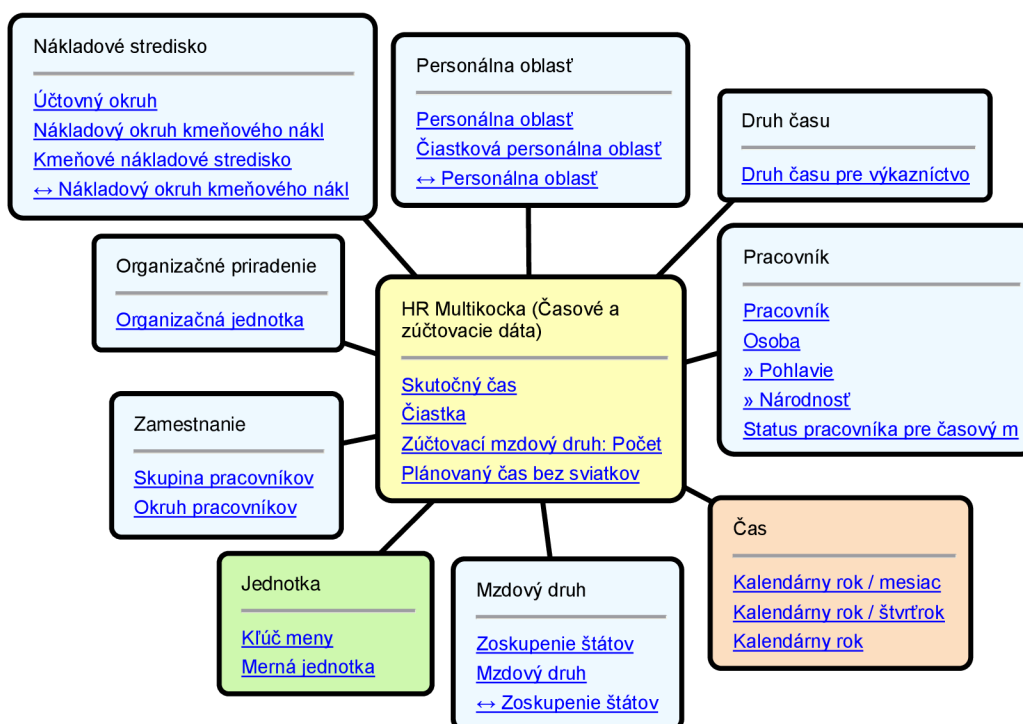 Nákladové stredisko
Účtovný okruh
Nákladový okruh kmeňového nákl
Kmeňové nákladové stredisko
↔ Nákladový okruh kmeňového nákl
Personálna oblasť
Personálna oblasť
Čiastková personálna oblasť
↔ Personálna oblasť
Druh času
Druh času pre výkazníctvo
Organizačné priradenie
Organizačná jednotka
HR Multikocka (Časové a
zúčtovacie dáta)
Skutočný čas
Čiastka
Zúčtovací mzdový druh: Počet
Plánovaný čas bez sviatkov
Pracovník
Pracovník
Osoba
» Pohlavie
» Národnosť
Status pracovníka pre časový m
Zamestnanie
Skupina pracovníkov
Okruh pracovníkov
Čas
Kalendárny rok / mesiac
Kalendárny rok / štvrťrok
Kalendárny rok
Jednotka
Kľúč meny
Merná jednotka
Mzdový druh
Zoskupenie štátov
Mzdový druh
↔ Zoskupenie štátov